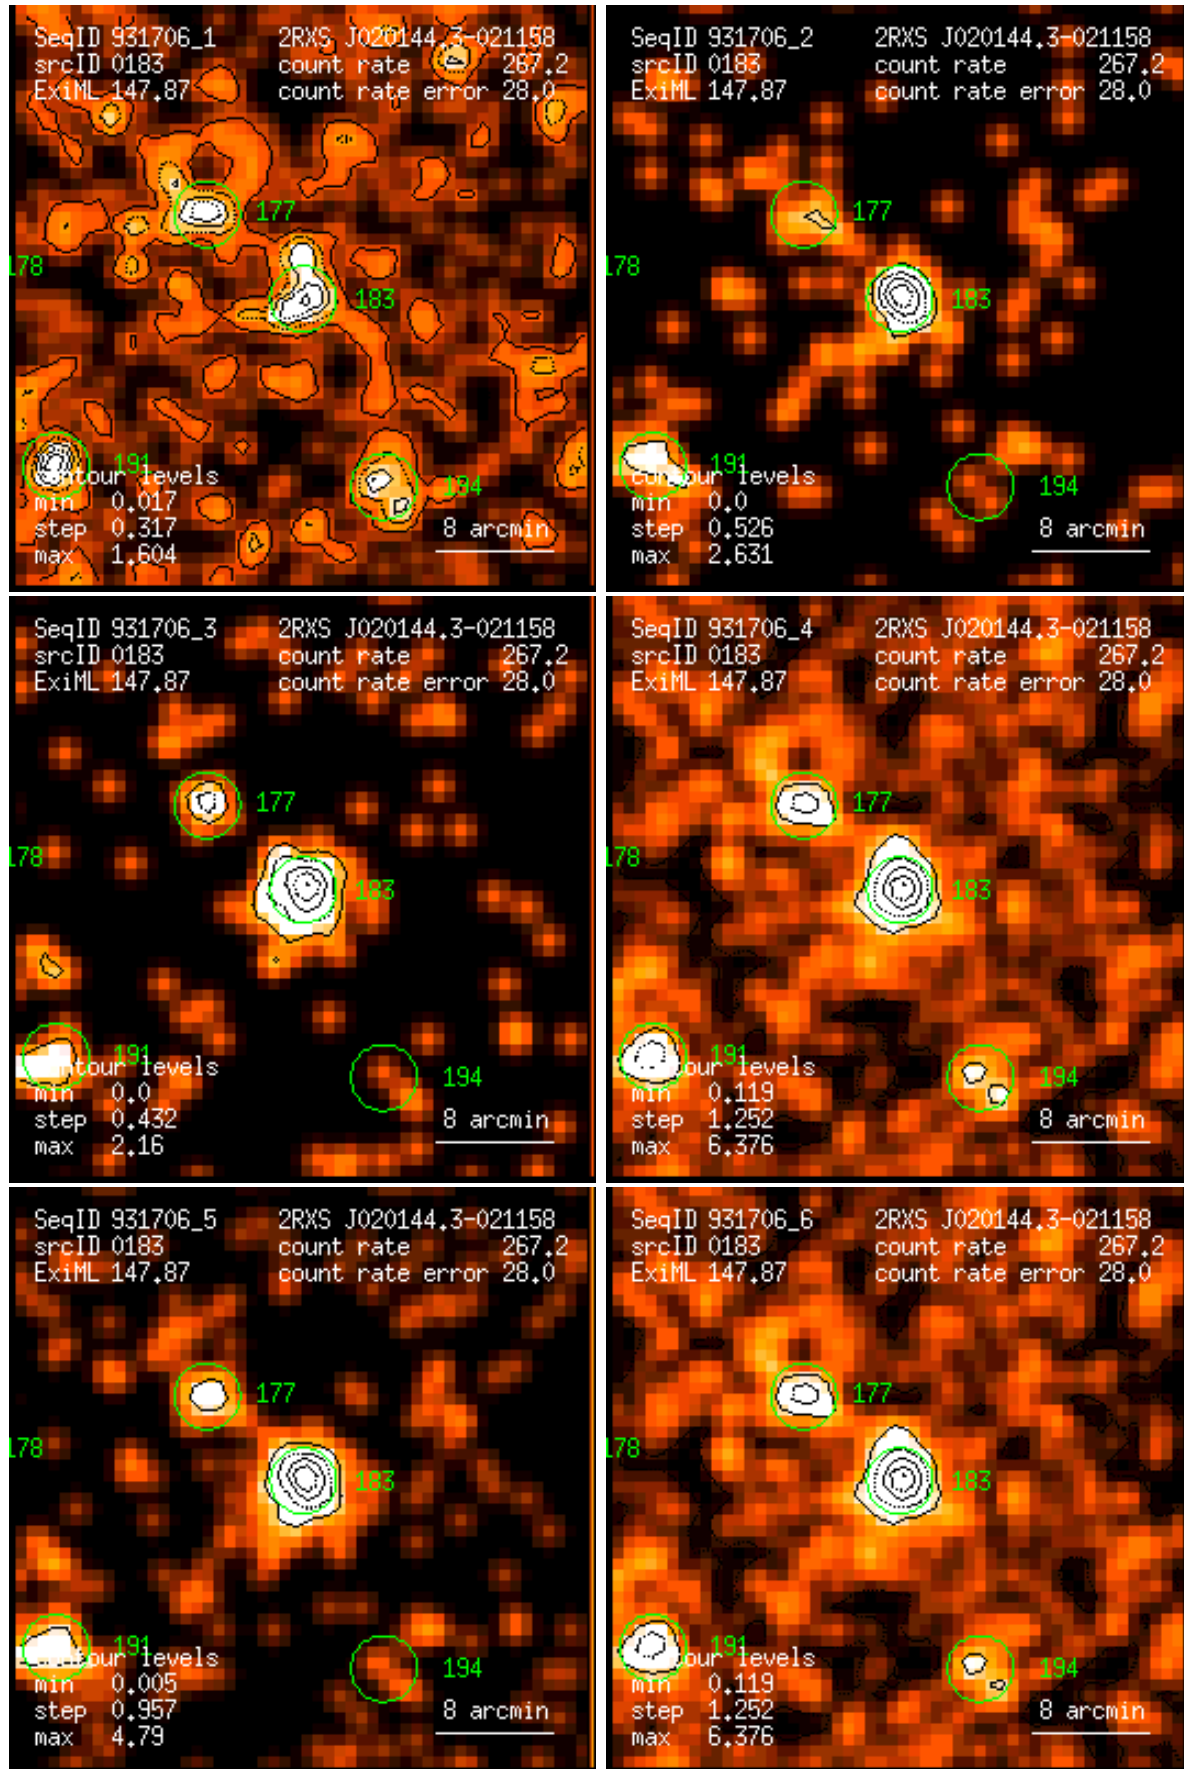 SeqID 931706_1 2RXS J020144.3-021158
srcID 0183 count rate 267.2
ExiML 147.87 count rate error 28.0
177
178
183
191
194
contour levels
min 0.017
step 0.317 8 arcmin
max 1.604
SeqID 931706_2 2RXS J020144.3-021158
srcID 0183 count rate 267.2
ExiML 147.87 count rate error 28.0
177
178
183
191
194
contour levels
min 0.0
step 0.526 8 arcmin
max 2.631
SeqID 931706_3 2RXS J020144.3-021158
srcID 0183 count rate 267.2
ExiML 147.87 count rate error 28.0
177
178
183
191
194
contour levels
min 0.0
step 0.432 8 arcmin
max 2.16
SeqID 931706_4 2RXS J020144.3-021158
srcID 0183 count rate 267.2
ExiML 147.87 count rate error 28.0
177
178
183
191
194
contour levels
min 0.119
step 1.252 8 arcmin
max 6.376
SeqID 931706_5 2RXS J020144.3-021158
srcID 0183 count rate 267.2
ExiML 147.87 count rate error 28.0
177
178
183
191
194
contour levels
min 0.005
step 0.957 8 arcmin
max 4.79
SeqID 931706_6 2RXS J020144.3-021158
srcID 0183 count rate 267.2
ExiML 147.87 count rate error 28.0
177
178
183
191
194
contour levels
min 0.119
step 1.252 8 arcmin
max 6.376